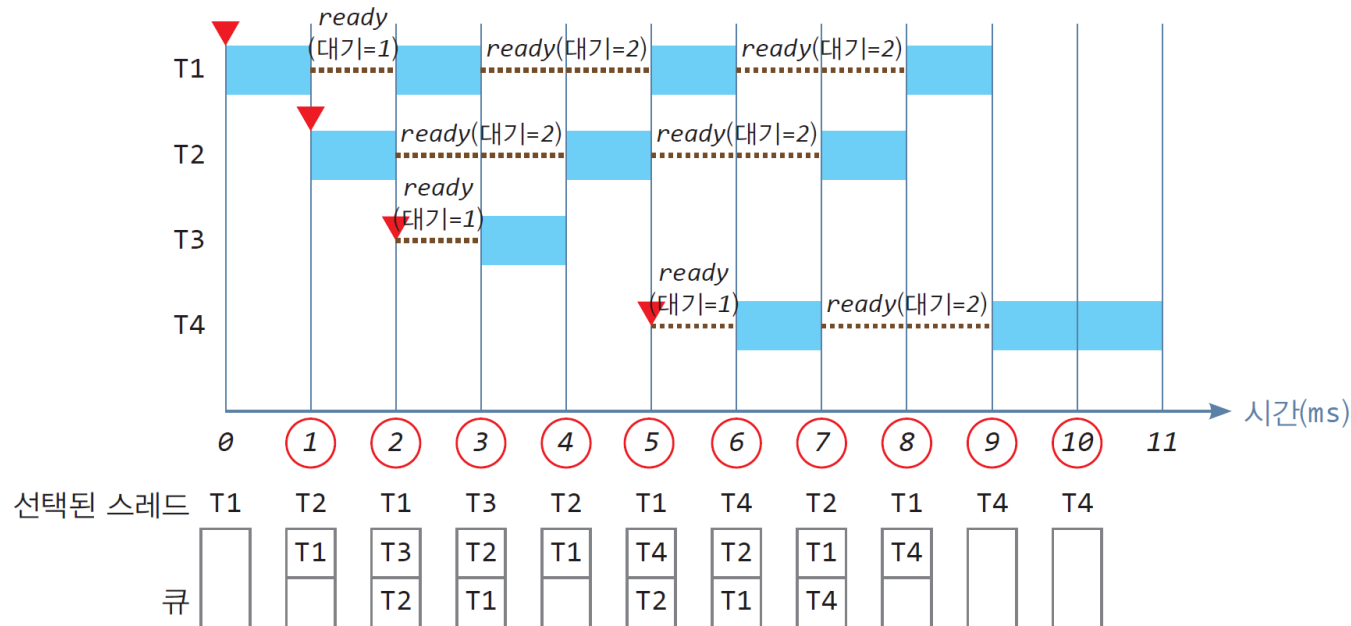 ready
T1 (대기=1) ready(대기=2) ready(대기=2)
T2 ready(대기=2) ready(대기=2)
ready
T3 (대기=1)
ready
T4 (대기=1) ready(대기=2)
시간(ms)
0 1 2 3 4 5 6 7 8 9 10 11
선택된 스레드 T1 T2 T1 T3 T2 T1 T4 T2 T1 T4 T4
T1 T3 T2 T1 T4 T2 T1 T4
큐 T2 T1 T2 T1 T4